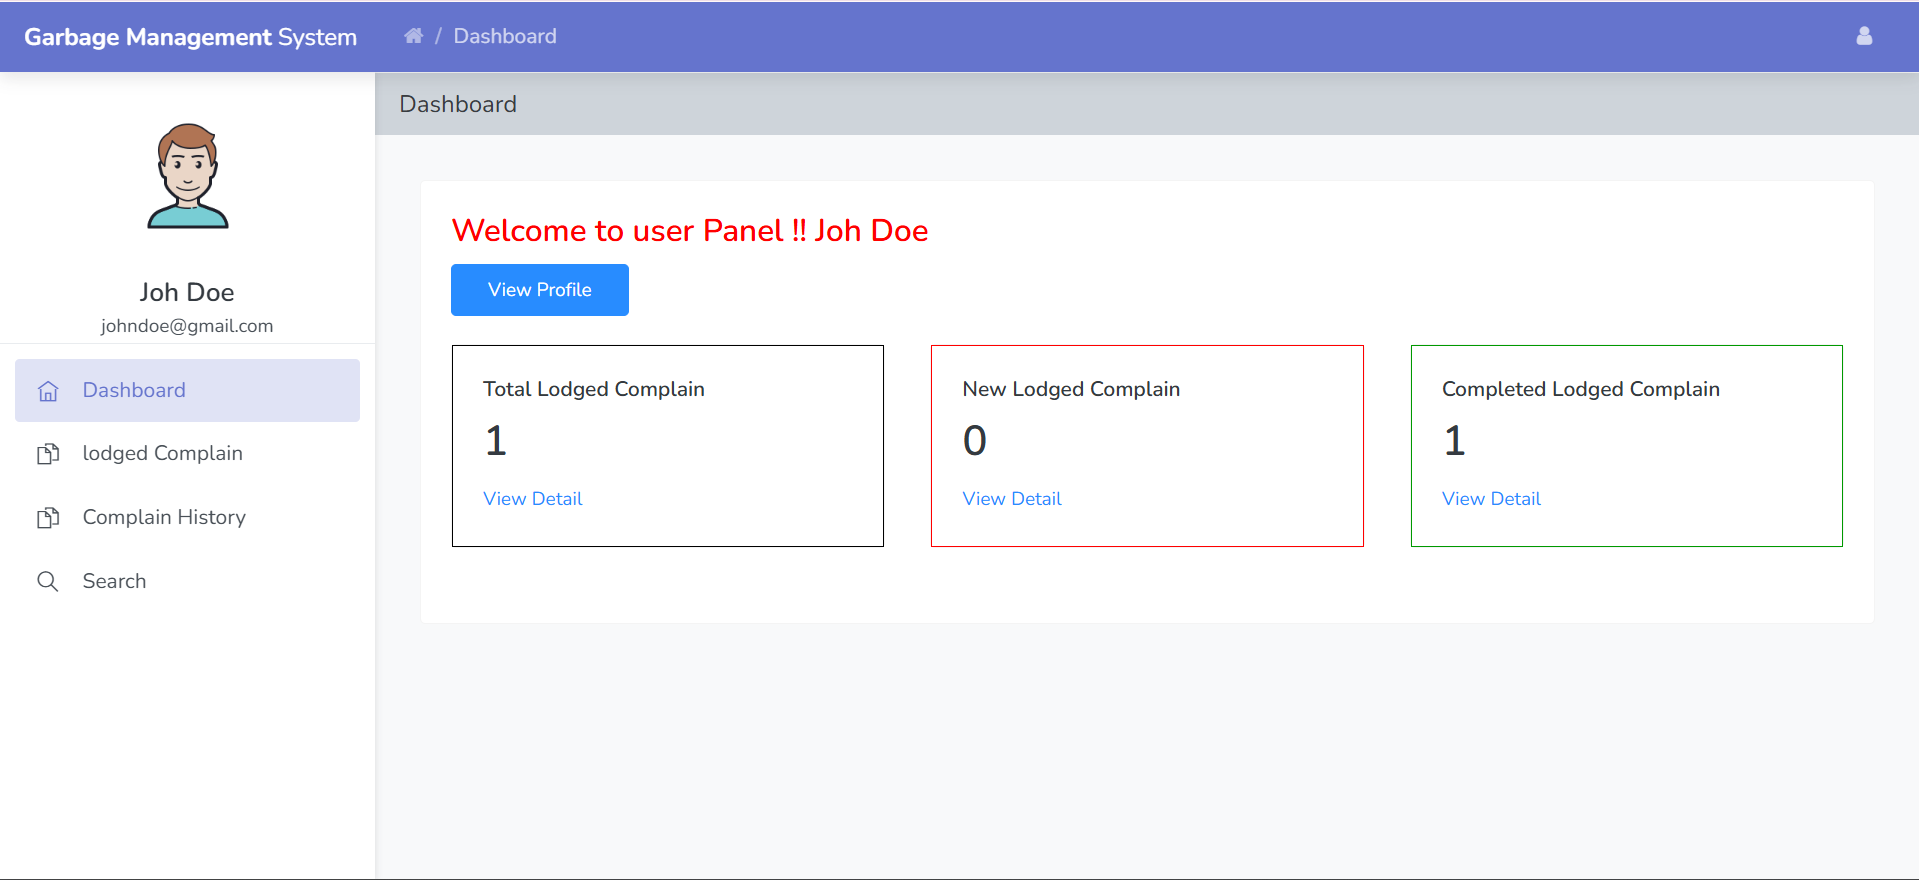 Garbage Management System
/ Dashboard
Dashboard
Joh Doe
johndoe@gmail.com
Dashboard
lodged Complain
Complain History
Search
Welcome to user Panel !! Joh Doe
View Profile
Total Lodged Complain
1
View Detail
New Lodged Complain
0
View Detail
Completed Lodged Complain
1
View Detail